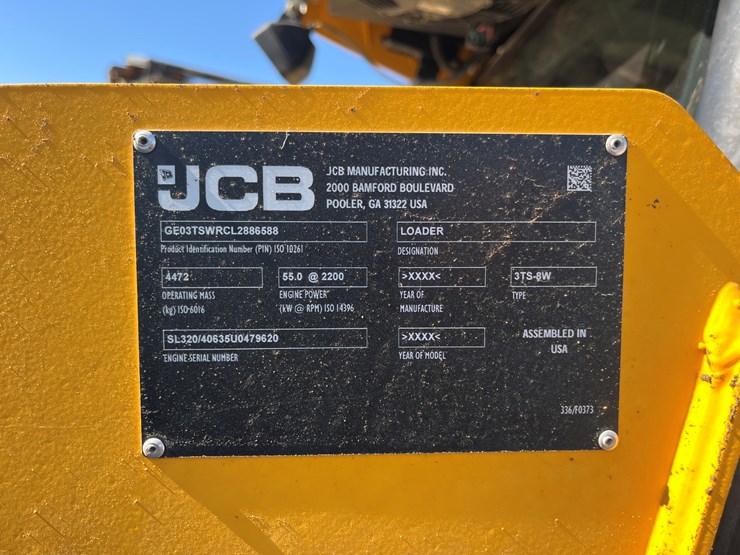 JCB
JCB MANUFACTURING INC.
2000 BAMFORD BOULEVARD
POOLER, GA 31322 USA
GE03TSWRCL2886588
Product Identification Number (PIN) ISO 10261
LOADER
DESIGNATION
4472
OPERATING MASS
(kg) ISO 6016
55.0 @ 2200
ENGINE POWER
(kW @ RPM) ISO 14396
>XXXX<
YEAR OF
MANUFACTURE
3TS-8W
TYPE
SL320/40635U0479620
ENGINE SERIAL NUMBER
>XXXX<
YEAR OF MODEL
ASSEMBLED IN
USA
336/F0373